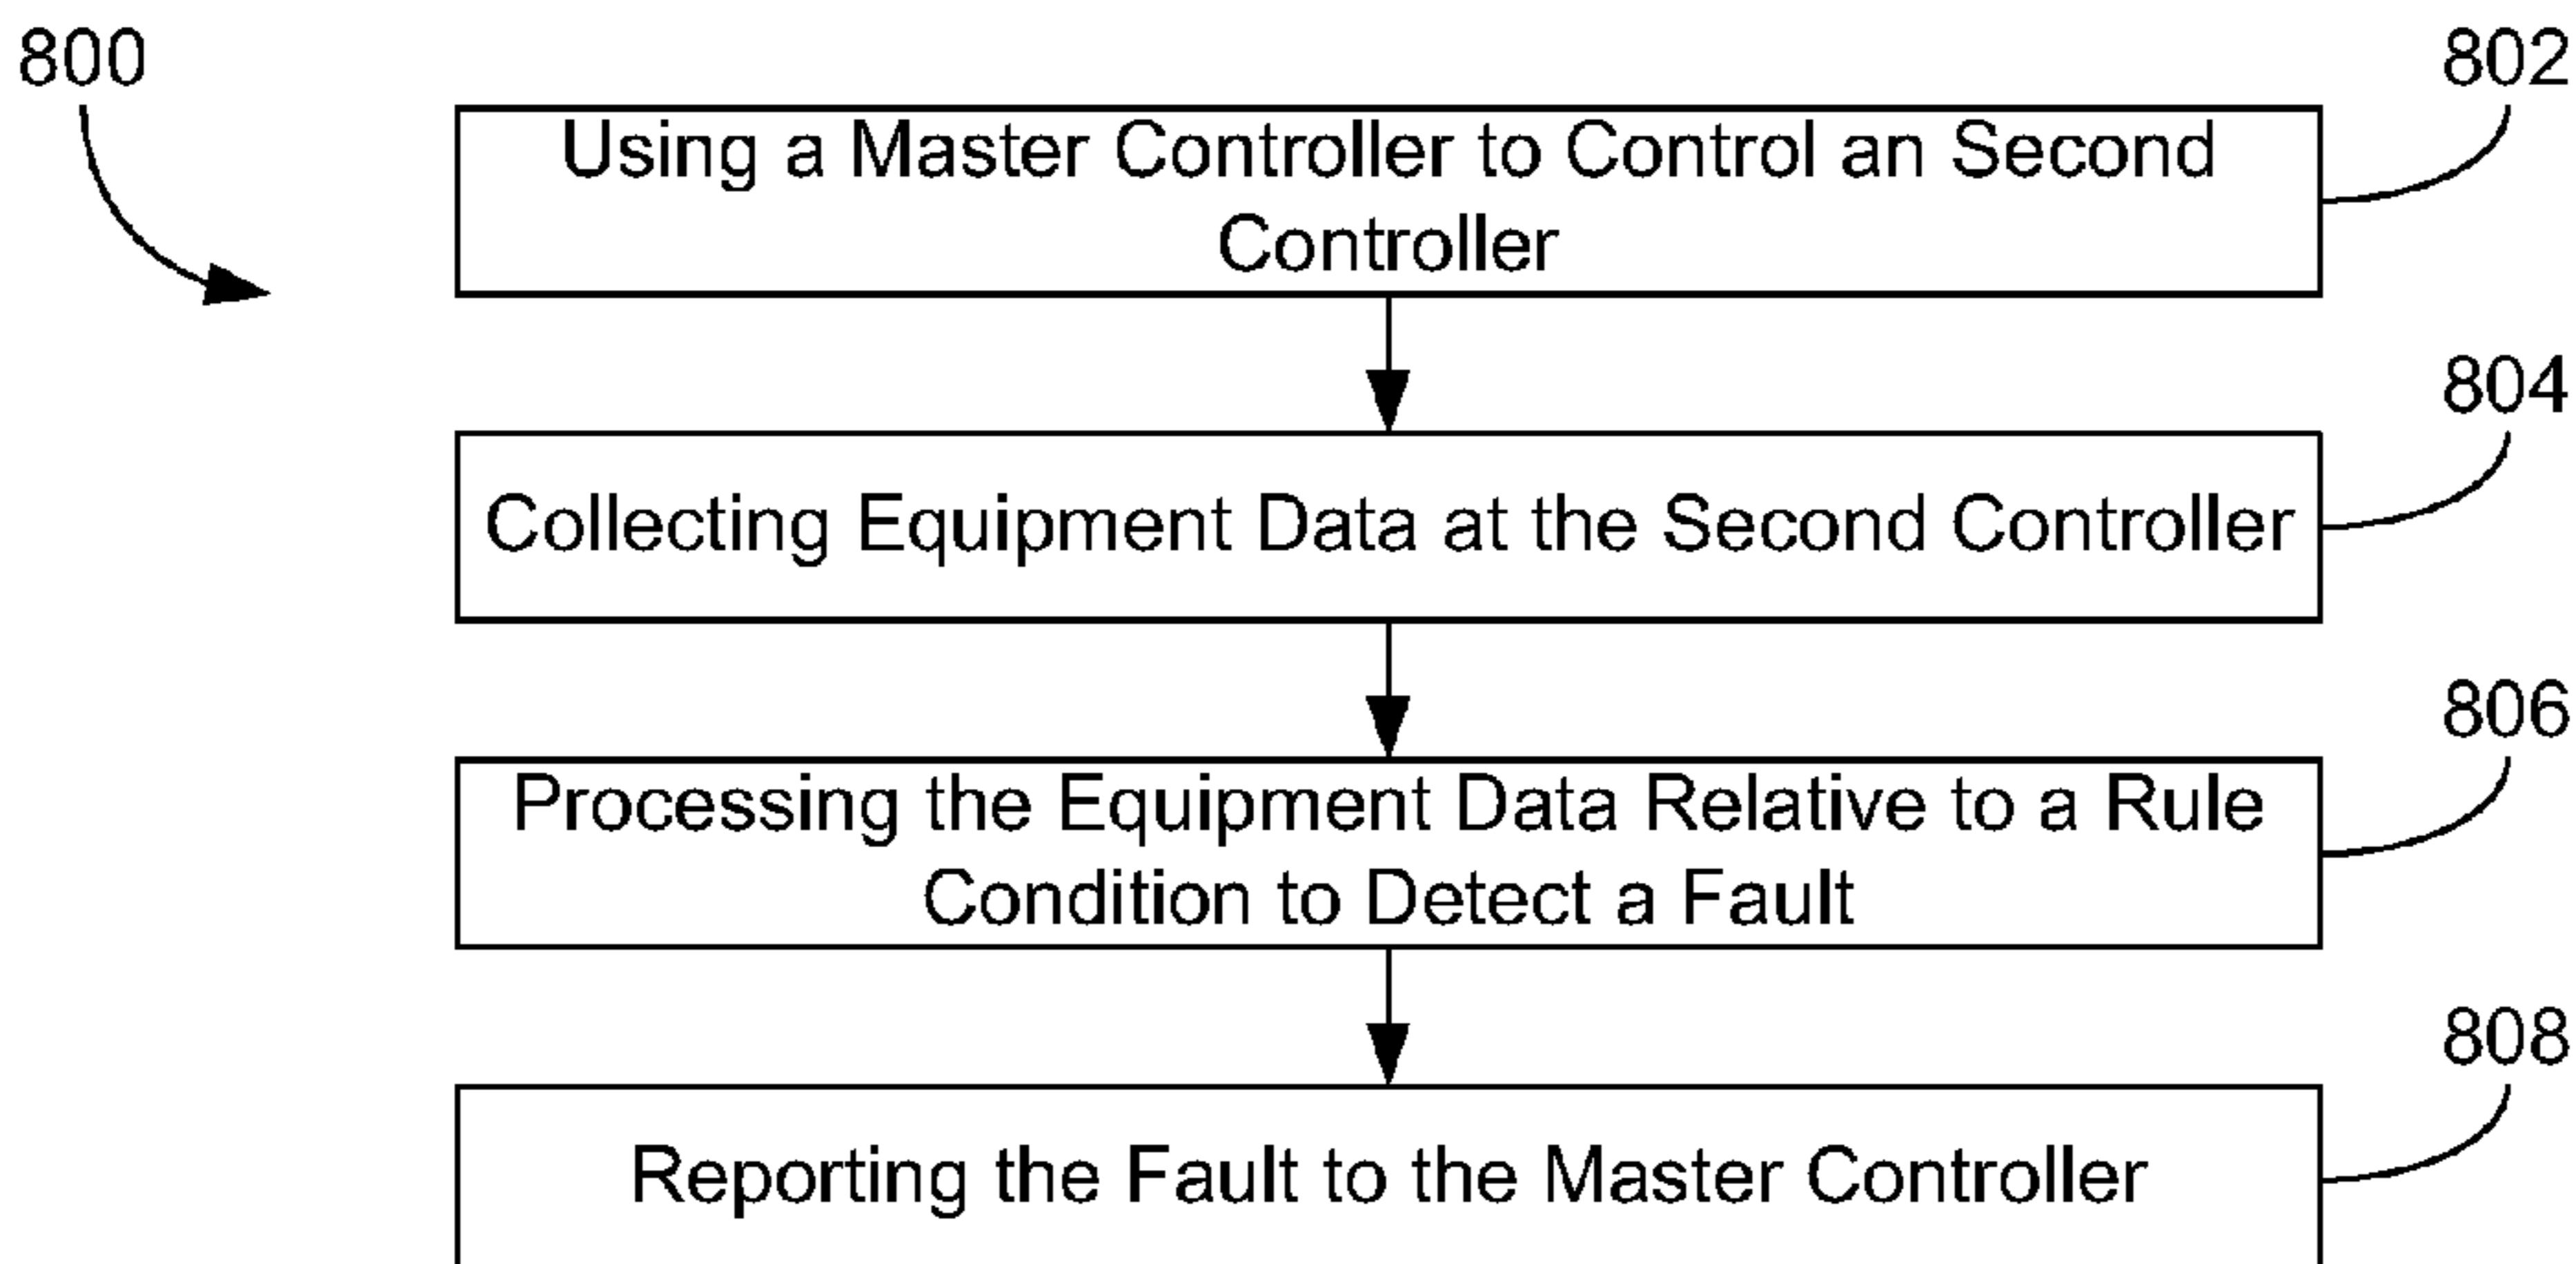 800
802
Using a Master Controller to Control an Second
Controller
804
Collecting Equipment Data at the Second Controller
806
Processing the Equipment Data Relative to a Rule
Condition to Detect a Fault
808
Reporting the Fault to the Master Controller